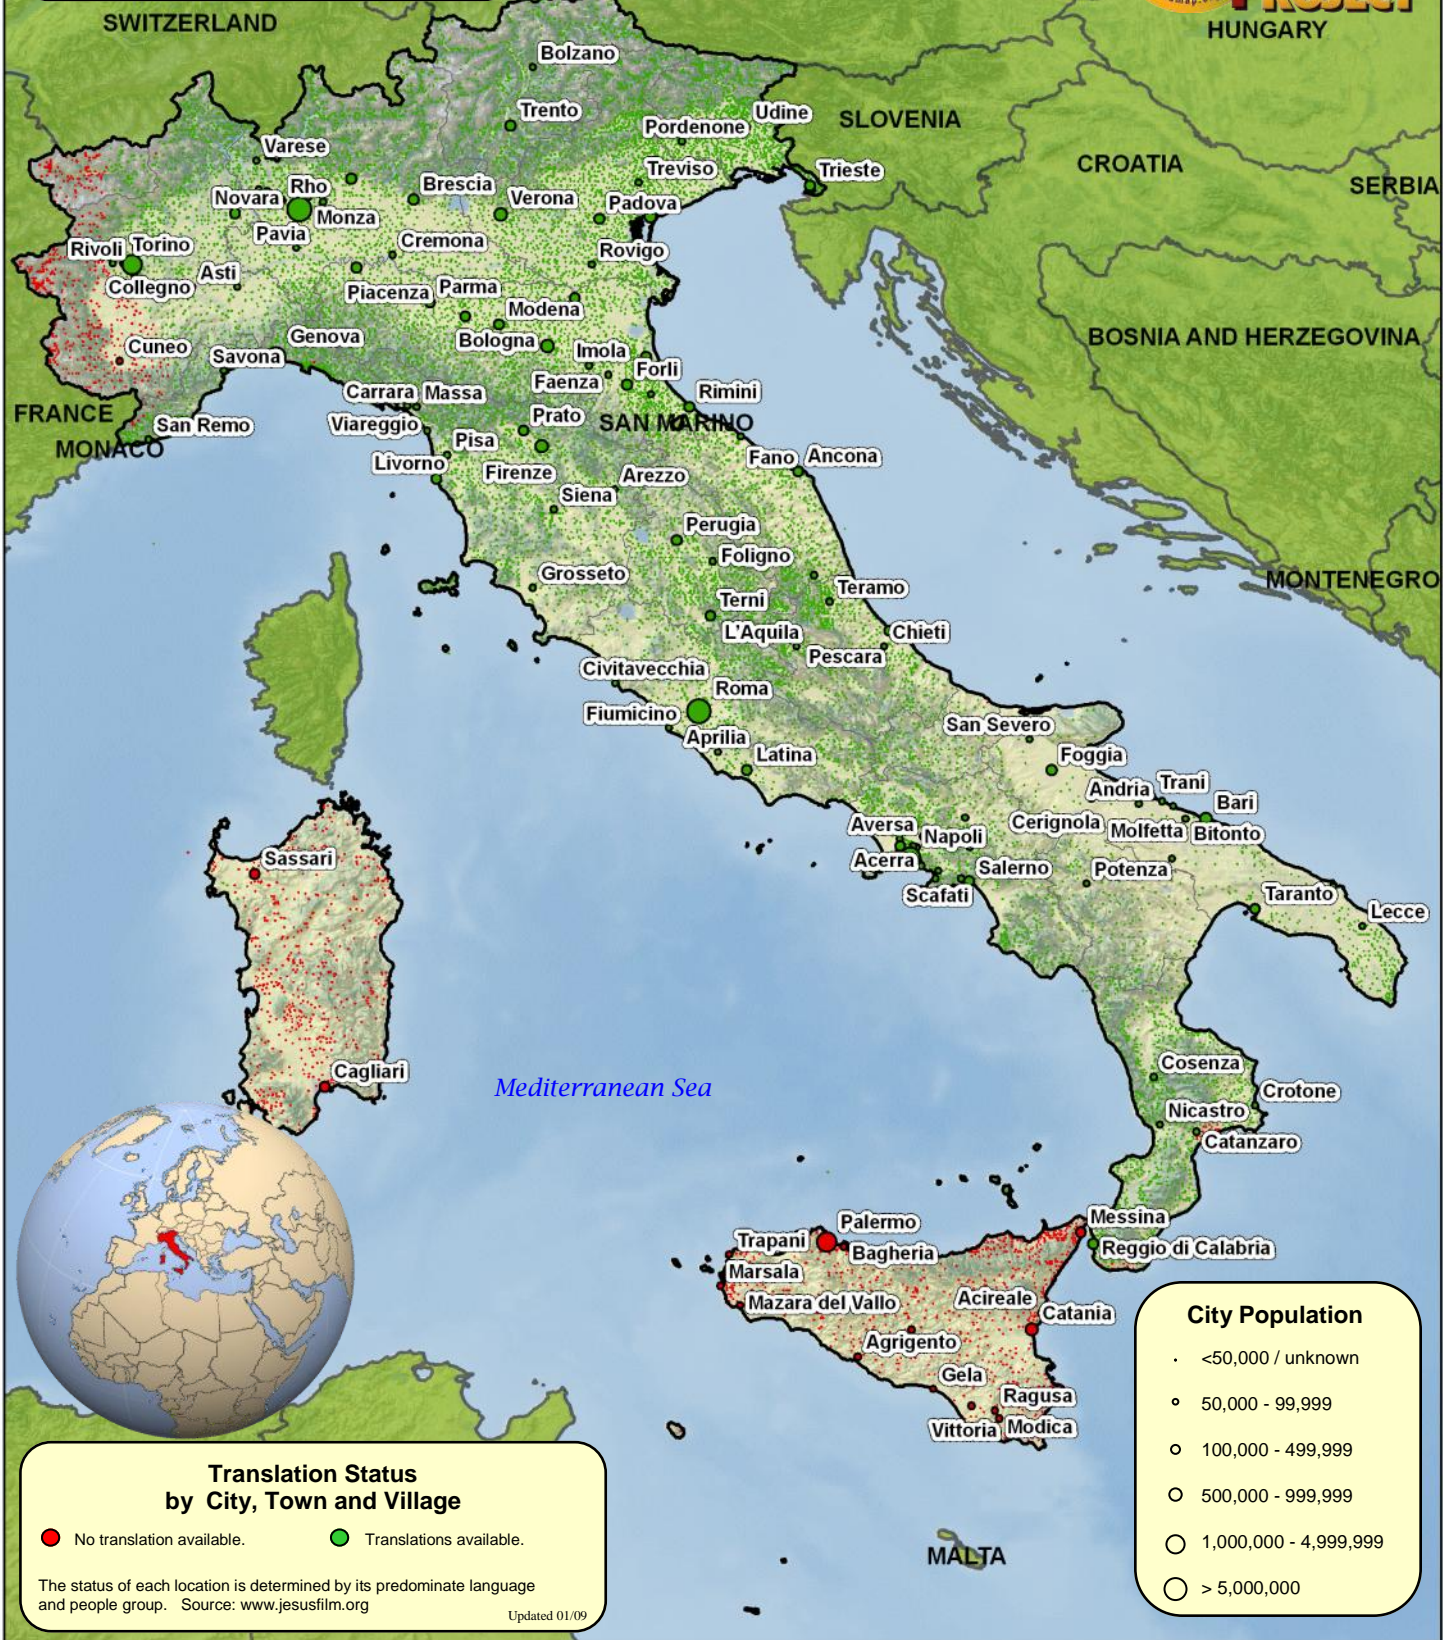 PROJECT
SWITZERLAND
HUNGARY
Bolzano
Trento
Udine
Pordenone
SLOVENIA
Varese
Treviso
Trieste
CROATIA
SERBIA
Rho
Novara
Monza
Brescia
Verona
Padova
Pavia
Cremona
Rovigo
Rivoli
Torino
Asti
Collegno
Piacenza
Parma
Modena
BOSNIA AND HERZEGOVINA
Genova
Bologna
Imola
Cuneo
Savona
Forli
Faenza
Carrara
Massa
Rimini
FRANCE
San Remo
Viareggio
Prato
SAN MARINO
MONACO
Pisa
Livorno
Firenze
Arezzo
Fano
Ancona
Siena
Perugia
Foligno
Grosseto
Teramo
MONTENEGRO
Terni
L'Aquila
Chieti
Pescara
Civitavecchia
Roma
Fiumicino
Aprilia
Latina
San Severo
Foggia
Andria
Trani
Bari
Cerignola
Molfetta
Bitonto
Aversa
Napoli
Acerra
Salerno
Scafati
Potenza
Taranto
Lecce
Sassari
Cagliari
Mediterranean Sea
Cosenza
Crotone
Nicastro
Catanzaro
Messina
Reggio di Calabria
Palermo
Trapani
Bagheria
Marsala
Mazara del Vallo
Acireale
Catania
Agrigento
Gela
Ragusa
Vittoria
Modica
MALTA
City Population
<50,000 / unknown
50,000 - 99,999
100,000 - 499,999
500,000 - 999,999
1,000,000 - 4,999,999
> 5,000,000
Translation Status
by City, Town and Village
No translation available.
Translations available.
The status of each location is determined by its predominate language
and people group. Source: www.jesusfilm.org
Updated 01/09